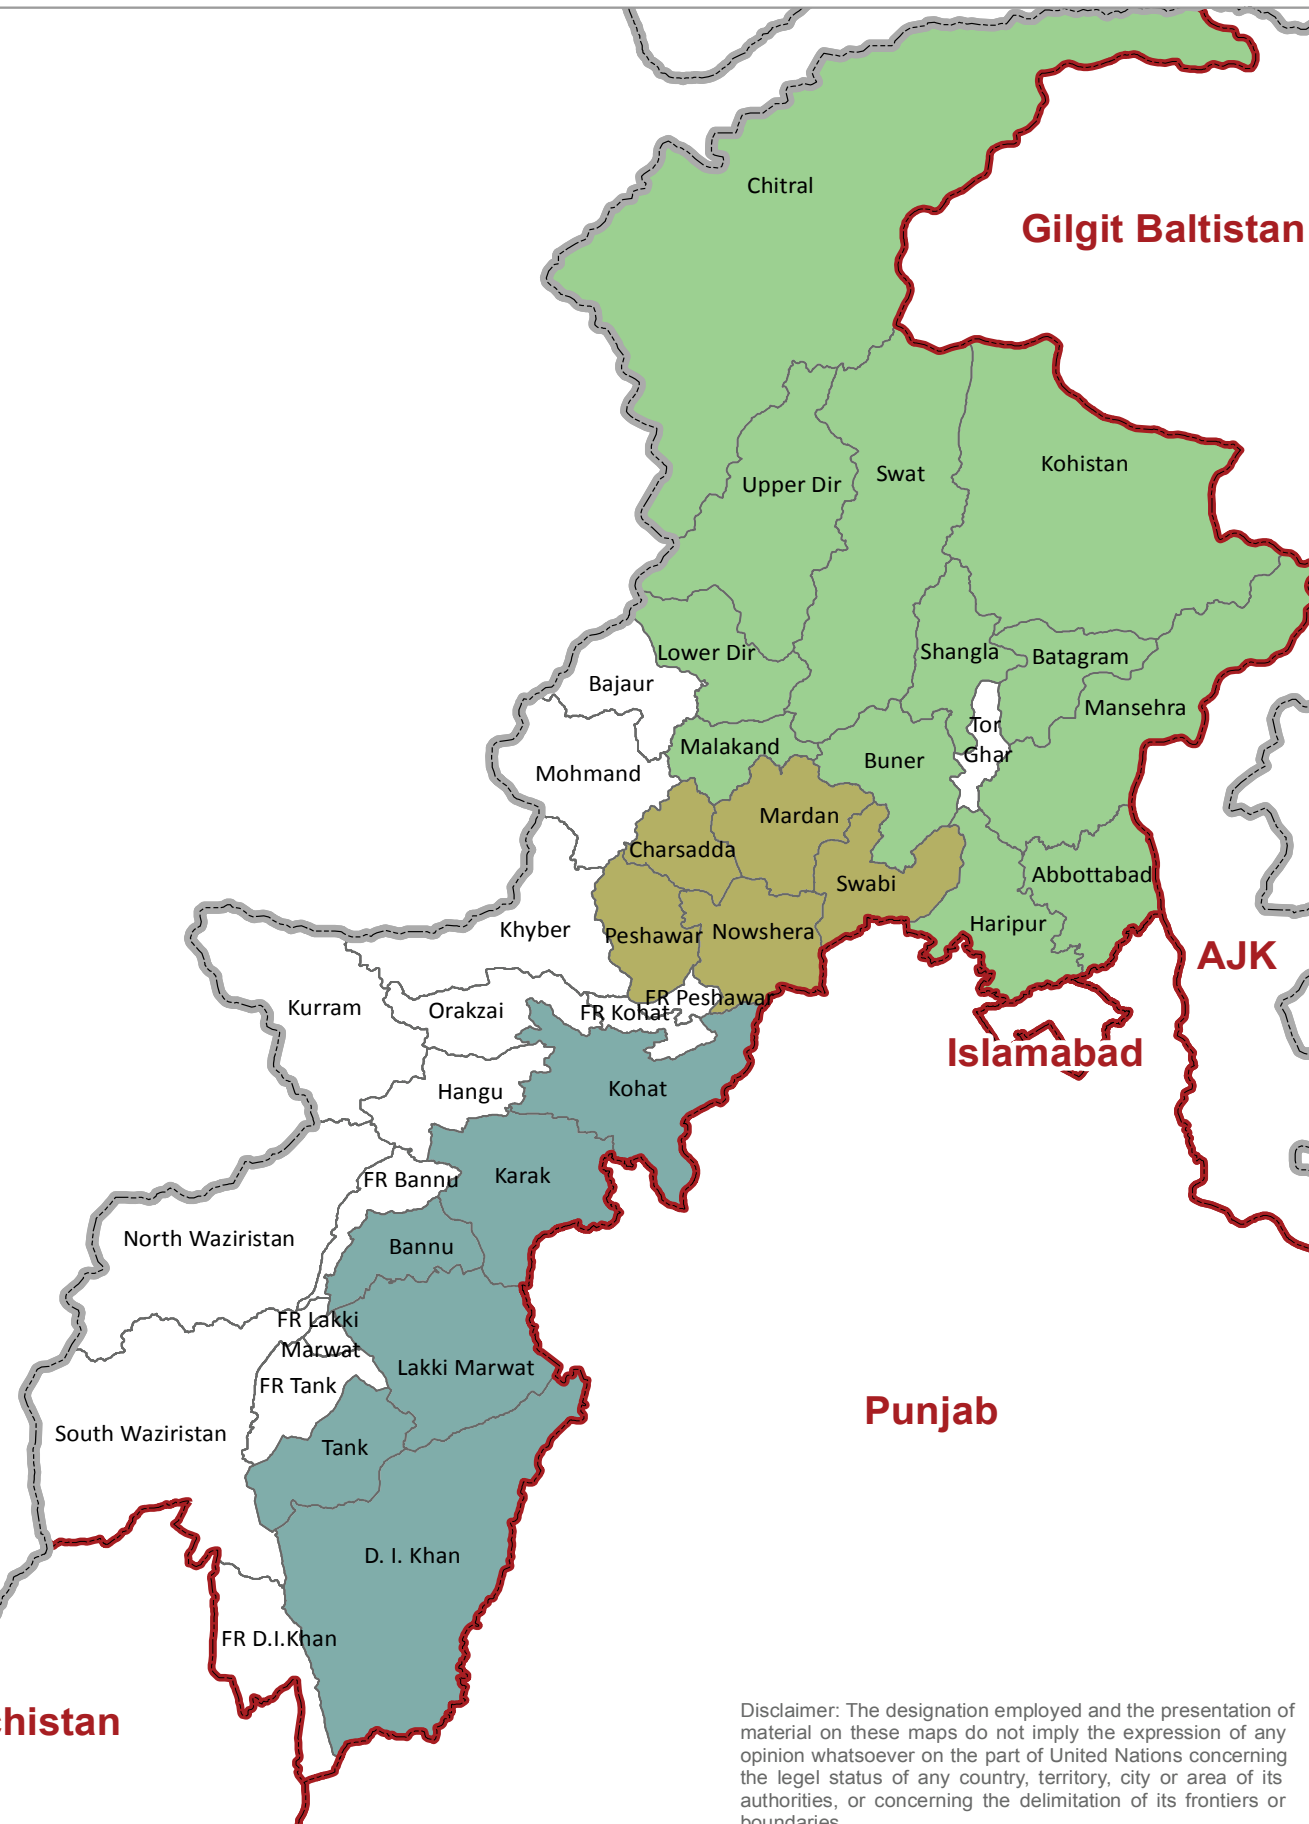 Chitral
Gilgit Baltistan
Kohistan
Swat
Upper Dir
Lower Dir
Shangla
Batagram
Bajaur
Mansehra
Tor
Ghar
Malakand
Buner
Mohmand
Mardan
Charsadda
Abbottabad
Swabi
Haripur
Khyber
Peshawar
Nowshera
AJK
FR Peshawar
Kurram
Orakzai
FR Kohat
Islamabad
Hangu
Kohat
FR Bannu
Karak
North Waziristan
Bannu
FR Lakki
Marwat
Lakki Marwat
FR Tank
Punjab
South Waziristan
Tank
D. I. Khan
FR D.I.Khan
histan
Disclaimer: The designation employed and the presentation of
material on these maps do not imply the expression of any
opinion whatsoever on the part of United Nations concerning
the legel status of any country, territory, city or area of its
authorities, or concerning the delimitation of its frontiers or
boundaries